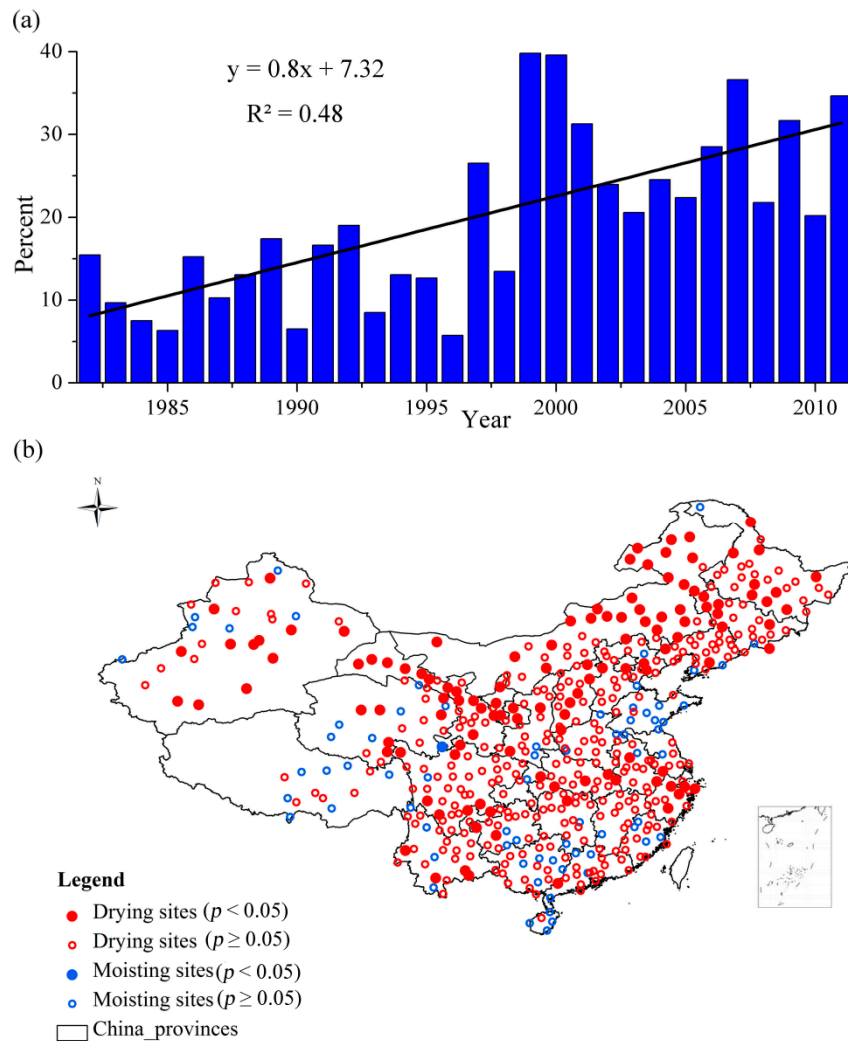 (a)
y = 0.8x + 7.32
R² = 0.48
40
30
20
10
0
Percent
1985
1990
1995
2000
2005
2010
Year
(b)
N
Legend
Drying sites (p < 0.05)
Drying sites (p ≥ 0.05)
Moisting sites (p < 0.05)
Moisting sites (p ≥ 0.05)
China_provinces